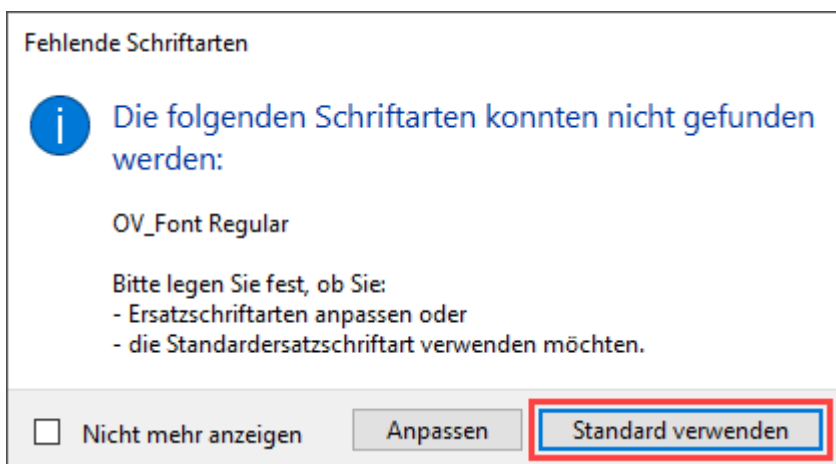 Fehlende Schriftarten
i
Die folgenden Schriftarten konnten nicht gefunden
werden:
OV_Font Regular
Bitte legen Sie fest, ob Sie:
- Ersatzschriftarten anpassen oder
- die Standardersatzschriftart verwenden möchten.
Nicht mehr anzeigen Anpassen Standard verwenden